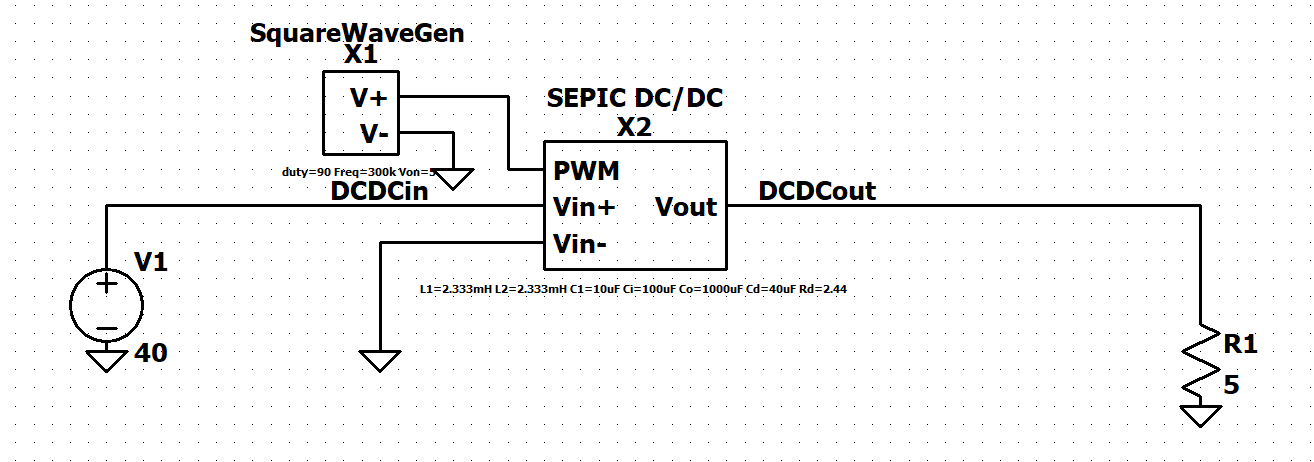 SquareWaveGen
X1
V+
V-
duty=90 Freq=300k Von=5
SEPIC DC/DC
X2
PWM
Vin+
Vout
Vin-
DCDCin
DCDCout
V1
40
L1=2.333mH L2=2.333mH C1=10uF Ci=100uF Co=1000uF Cd=40uF Rd=2.44
R1
5